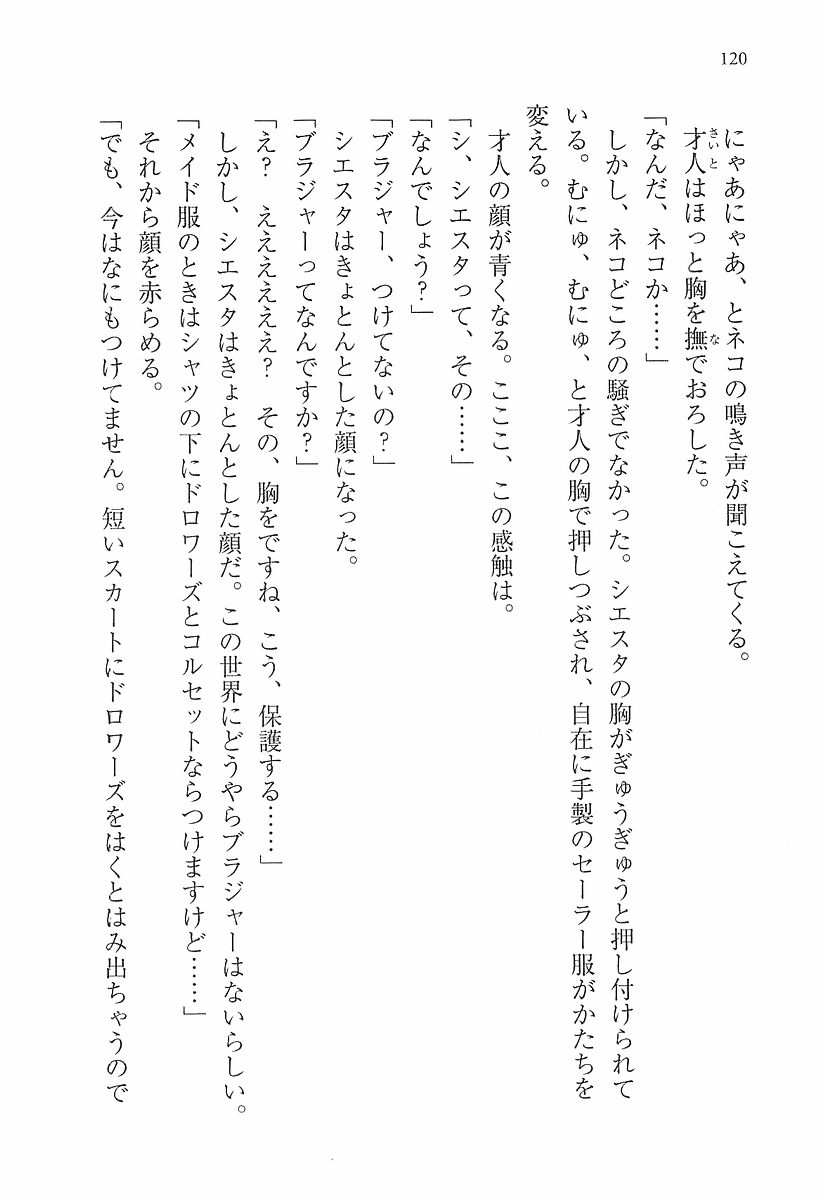 120
にゃあにゃあ、とネコの鳴き声が聞こえてくる。
才人はほっと胸を撫でおろした。
「なんだ、ネコか……」
しかし、ネコどころの騒ぎでなかった。シエスタの胸がぎゅうぎゅうと押し付けられて
いる。むにゅ、むにゅ、と才人の胸で押しつぶされ、自在に手製のセーラー服がかたちを
変える。
才人の顔が青くなる。こここ、この感触は。
「シ、シエスタって、その……」
「なんでしょう?」
「ブラジャー、つけてないの?」
シエスタはきょとんとした顔になった。
「ブラジャーってなんですか?」
「え? えええええ? その、胸をですね、こう、保護する……」
しかし、シエスタはきょとんとした顔だ。この世界にどうやらブラジャーはないらしい。
「メイド服のときはシャツの下にドロワーズとコルセットならつけますけど……」
それから顔を赤らめる。
「でも、今はなにもつけてません。短いスカートにドロワーズをはくとはみ出ちゃうので